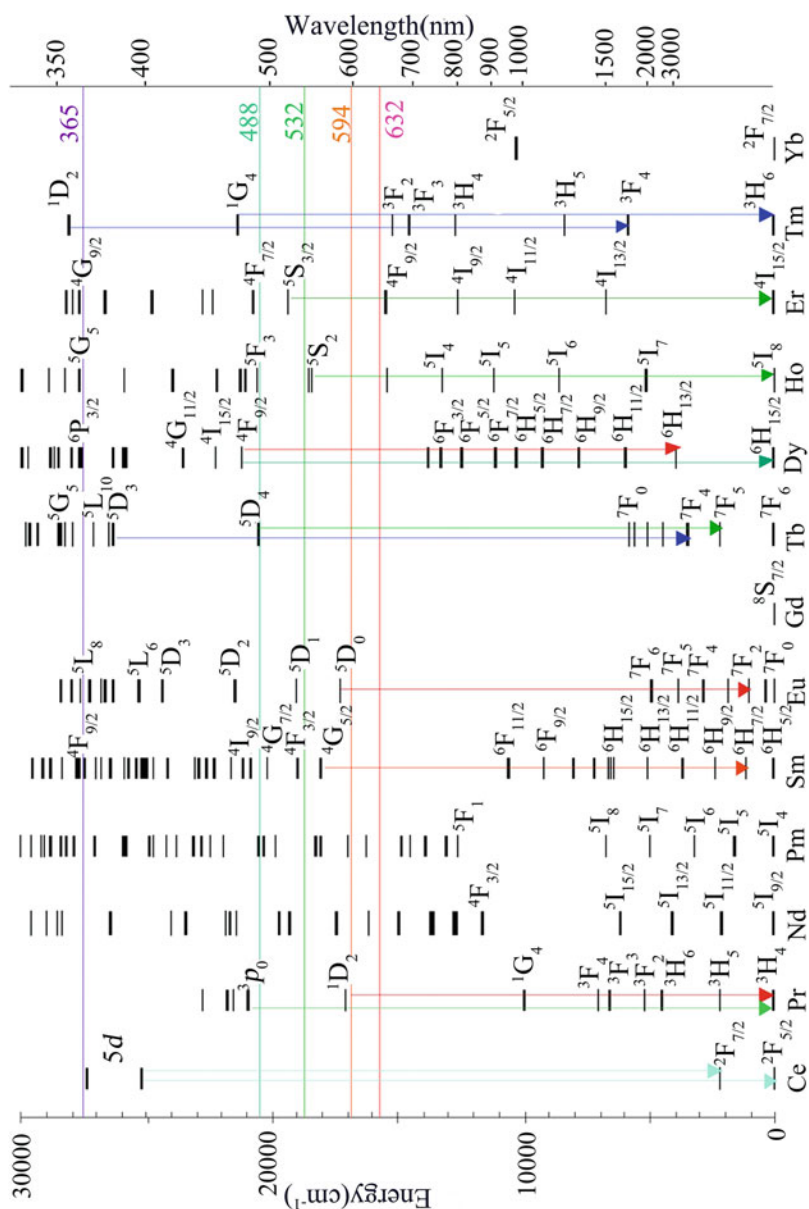 Wavelength(nm)
350
400
500
600
700
800
900
1000
1500
2000
3000
365
488
532
594
632
30000
20000
10000
0
Energy(cm⁻¹)
5d
²F₇/₂
²F₅/₂
Ce
³p₀
¹D₂
¹G₄
³F₄
³F₃
³F₂
³H₆
³H₅
³H₄
Pr
⁴F₃/₂
⁵I₁₅/₂
⁵I₁₃/₂
⁵I₁₁/₂
⁵I₉/₂
Nd
⁵F₁
⁵I₈
⁵I₇
⁵I₆
⁵I₅
⁵I₄
Pm
⁴F₉/₂
⁴I₉/₂
⁴G₇/₂
⁴F₃/₂
⁴G₅/₂
⁶F₁₁/₂
⁶F₉/₂
⁶H₁₅/₂
⁶H₁₃/₂
⁶H₁₁/₂
⁶H₉/₂
⁶H₇/₂
⁶H₅/₂
Sm
⁵L₈
⁵L₆
⁵D₃
⁵D₂
⁵D₁
⁵D₀
⁷F₆
⁷F₅
⁷F₄
⁷F₂
⁷F₀
Eu
⁸S₇/₂
Gd
⁵G₅
⁵L₁₀
⁵D₃
⁵D₄
⁷F₀
⁷F₄
⁷F₅
⁷F₆
Tb
⁶P₃/₂
⁴G₁₁/₂
⁴I₁₅/₂
⁴F₉/₂
⁶F₃/₂
⁶F₅/₂
⁶F₇/₂
⁶H₅/₂
⁶H₇/₂
⁶H₉/₂
⁶H₁₁/₂
⁶H₁₃/₂
⁶H₁₅/₂
Dy
⁵G₅
⁵F₃
⁵S₂
⁵I₄
⁵I₅
⁵I₆
⁵I₇
⁵I₈
Ho
⁴G₉/₂
⁴F₇/₂
⁵S₃/₂
⁴F₉/₂
⁴I₉/₂
⁴I₁₁/₂
⁴I₁₃/₂
⁴I₁₅/₂
Er
¹D₂
¹G₄
³F₂
³F₃
³H₄
³H₅
³F₄
³H₆
Tm
²F₅/₂
²F₇/₂
Yb